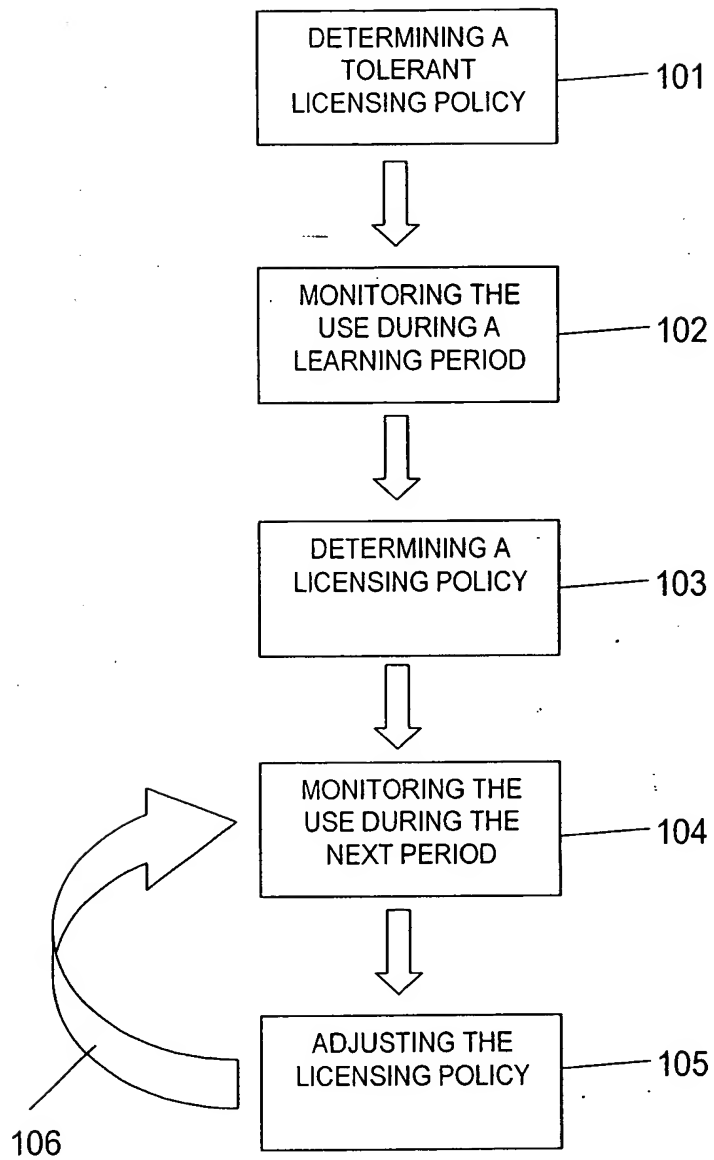 DETERMINING A
TOLERANT
LICENSING POLICY
101
MONITORING THE
USE DURING A
LEARNING PERIOD
102
DETERMINING A
LICENSING POLICY
103
MONITORING THE
USE DURING THE
NEXT PERIOD
104
ADJUSTING THE
LICENSING POLICY
105
106